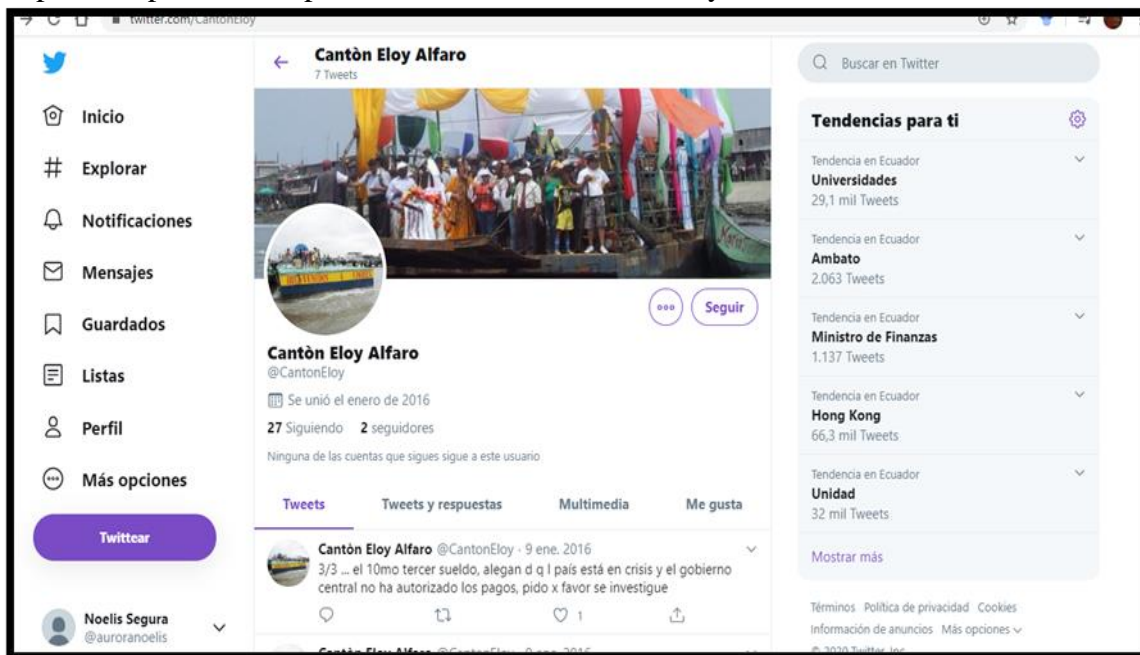 twitter.com/CantonEloy
Inicio
Explorar
Notificaciones
Mensajes
Guardados
Listas
Perfil
Más opciones
Twittear
Noelis Segura
@auroranoelis
Cantòn Eloy Alfaro
7 Tweets
Seguir
Cantòn Eloy Alfaro
@CantonEloy
Se unió el enero de 2016
27 Siguiendo 2 seguidores
Ninguna de las cuentas que sigues sigue a este usuario
Tweets Tweets y respuestas Multimedia Me gusta
Cantòn Eloy Alfaro @CantonEloy · 9 ene. 2016
3/3 ... el 10mo tercer sueldo, alegan d q l país está en crisis y el gobierno
central no ha autorizado los pagos, pido x favor se investigue
1
Cantòn Eloy Alfaro @CantonEloy · 9 ene. 2016
Buscar en Twitter
Tendencias para ti
Tendencia en Ecuador
Universidades
29,1 mil Tweets
Tendencia en Ecuador
Ambato
2.063 Tweets
Tendencia en Ecuador
Ministro de Finanzas
1.137 Tweets
Tendencia en Ecuador
Hong Kong
66,3 mil Tweets
Tendencia en Ecuador
Unidad
32 mil Tweets
Mostrar más
Términos Política de privacidad Cookies
Información de anuncios Más opciones
© 2020 Twitter, Inc.